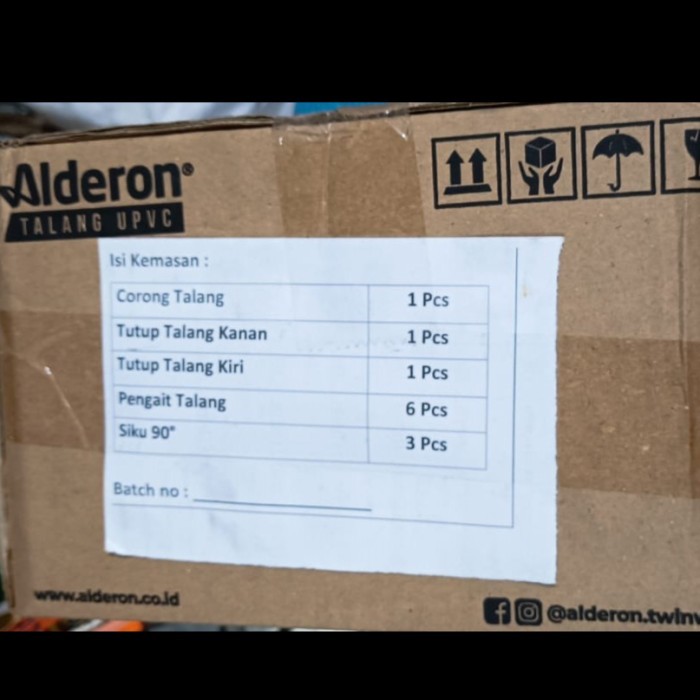 Alderon®
TALANG UPVC
Isi Kemasan :
Corong Talang 1 Pcs
Tutup Talang Kanan 1 Pcs
Tutup Talang Kiri 1 Pcs
Pengait Talang 6 Pcs
Siku 90° 3 Pcs
Batch no :
www.alderon.co.id